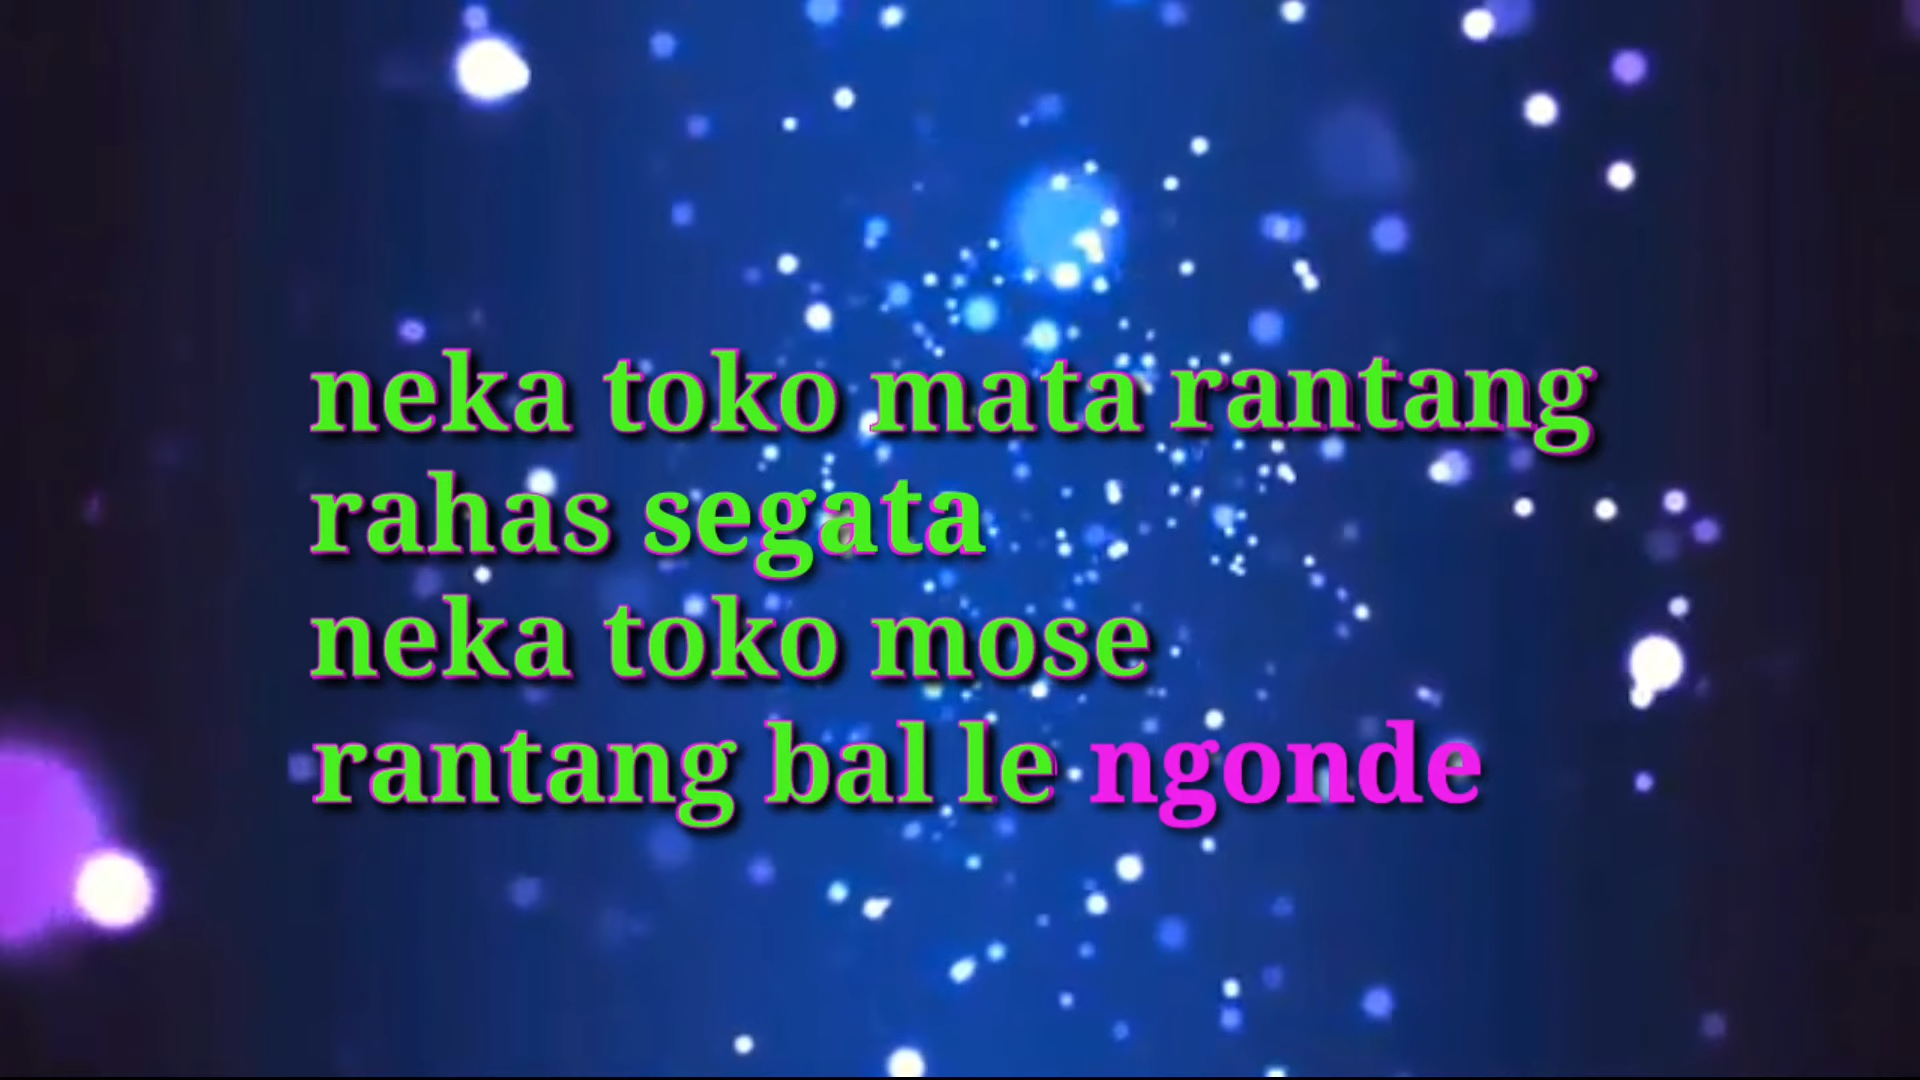 neka toko mata rantang
rahas segata
neka toko mose
rantang bal le ngonde